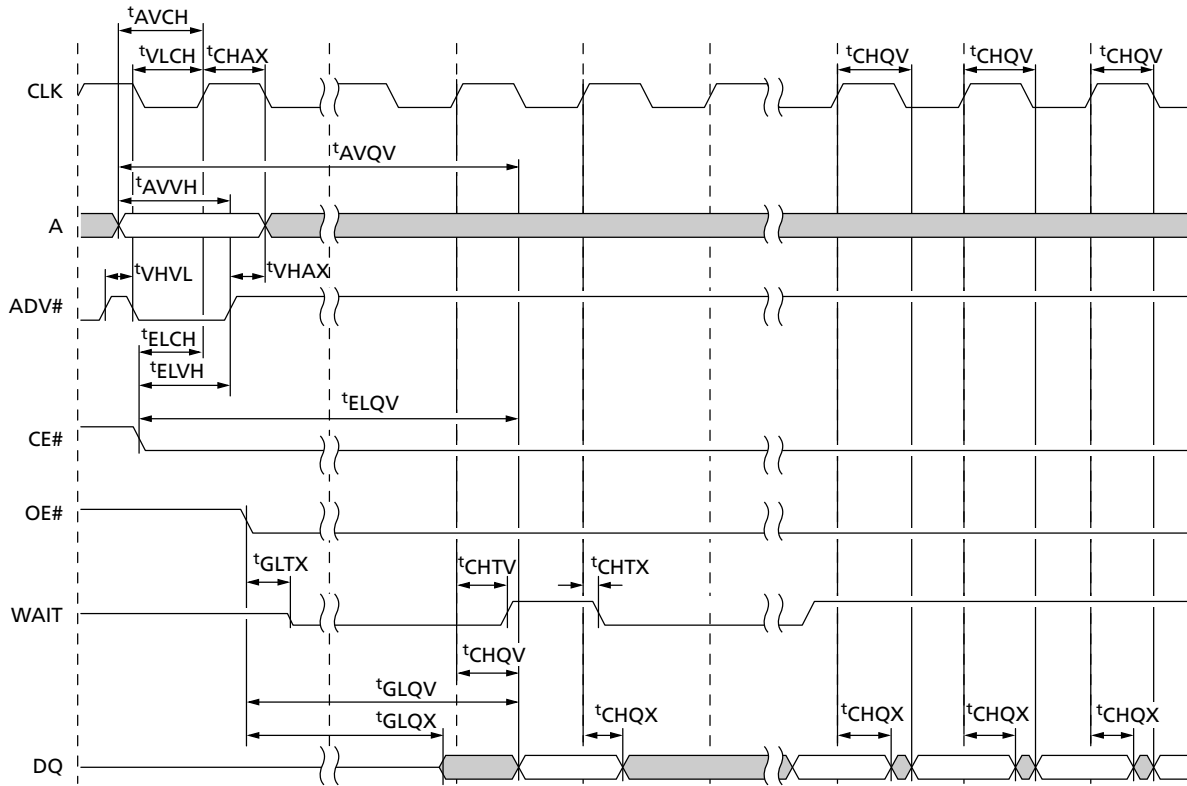 tAVCH
tVLCH tCHAX tCHQV tCHQV tCHQV
CLK
tAVQV
tAVVH
A
tVHVL tVHAX
ADV#
tELCH
tELVH
tELQV
CE#
OE#
tGLTX tCHTV tCHTX
WAIT
tCHQV
tGLQV
tGLQX tCHQX tCHQX tCHQX tCHQX
DQ